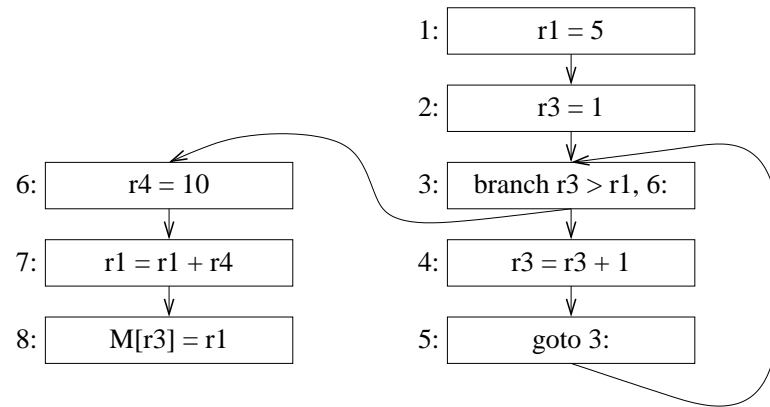 1: r1 = 5
2: r3 = 1
3: branch r3 > r1, 6:
4: r3 = r3 + 1
5: goto 3:
6: r4 = 10
7: r1 = r1 + r4
8: M[r3] = r1